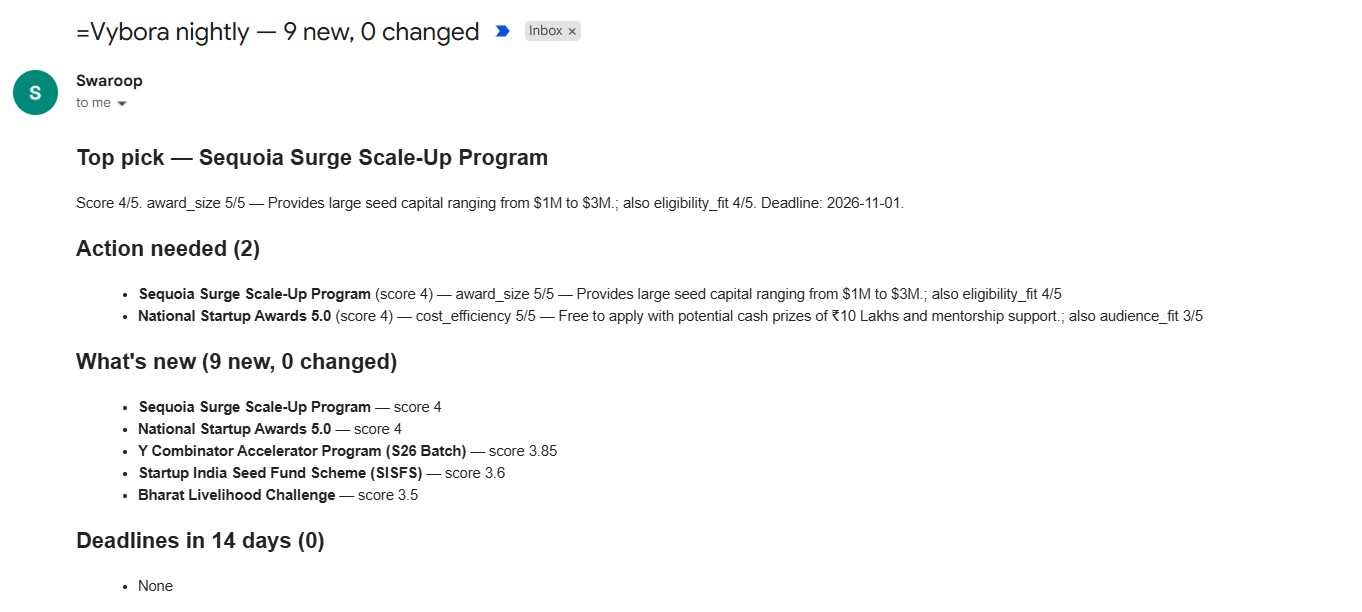 =Vybora nightly — 9 new, 0 changed Inbox ×
S
Swaroop
to me
Top pick — Sequoia Surge Scale-Up Program
Score 4/5. award_size 5/5 — Provides large seed capital ranging from $1M to $3M.; also eligibility_fit 4/5. Deadline: 2026-11-01.
Action needed (2)
• Sequoia Surge Scale-Up Program (score 4) — award_size 5/5 — Provides large seed capital ranging from $1M to $3M.; also eligibility_fit 4/5
• National Startup Awards 5.0 (score 4) — cost_efficiency 5/5 — Free to apply with potential cash prizes of ₹10 Lakhs and mentorship support.; also audience_fit 3/5
What's new (9 new, 0 changed)
• Sequoia Surge Scale-Up Program — score 4
• National Startup Awards 5.0 — score 4
• Y Combinator Accelerator Program (S26 Batch) — score 3.85
• Startup India Seed Fund Scheme (SISFS) — score 3.6
• Bharat Livelihood Challenge — score 3.5
Deadlines in 14 days (0)
• None